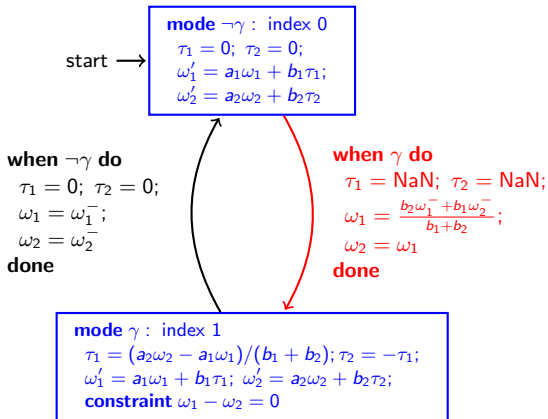 mode ¬γ : index 0
τ₁ = 0; τ₂ = 0;
ω₁′ = a₁ω₁ + b₁τ₁;
ω₂′ = a₂ω₂ + b₂τ₂
start
when ¬γ do
τ₁ = 0; τ₂ = 0;
ω₁ = ω₁⁻;
ω₂ = ω₂⁻
done
when γ do
τ₁ = NaN; τ₂ = NaN;
ω₁ = (b₂ω₁⁻ + b₁ω₂⁻)/(b₁ + b₂);
ω₂ = ω₁
done
mode γ : index 1
τ₁ = (a₂ω₂ − a₁ω₁)/(b₁ + b₂); τ₂ = −τ₁;
ω₁′ = a₁ω₁ + b₁τ₁; ω₂′ = a₂ω₂ + b₂τ₂;
constraint ω₁ − ω₂ = 0